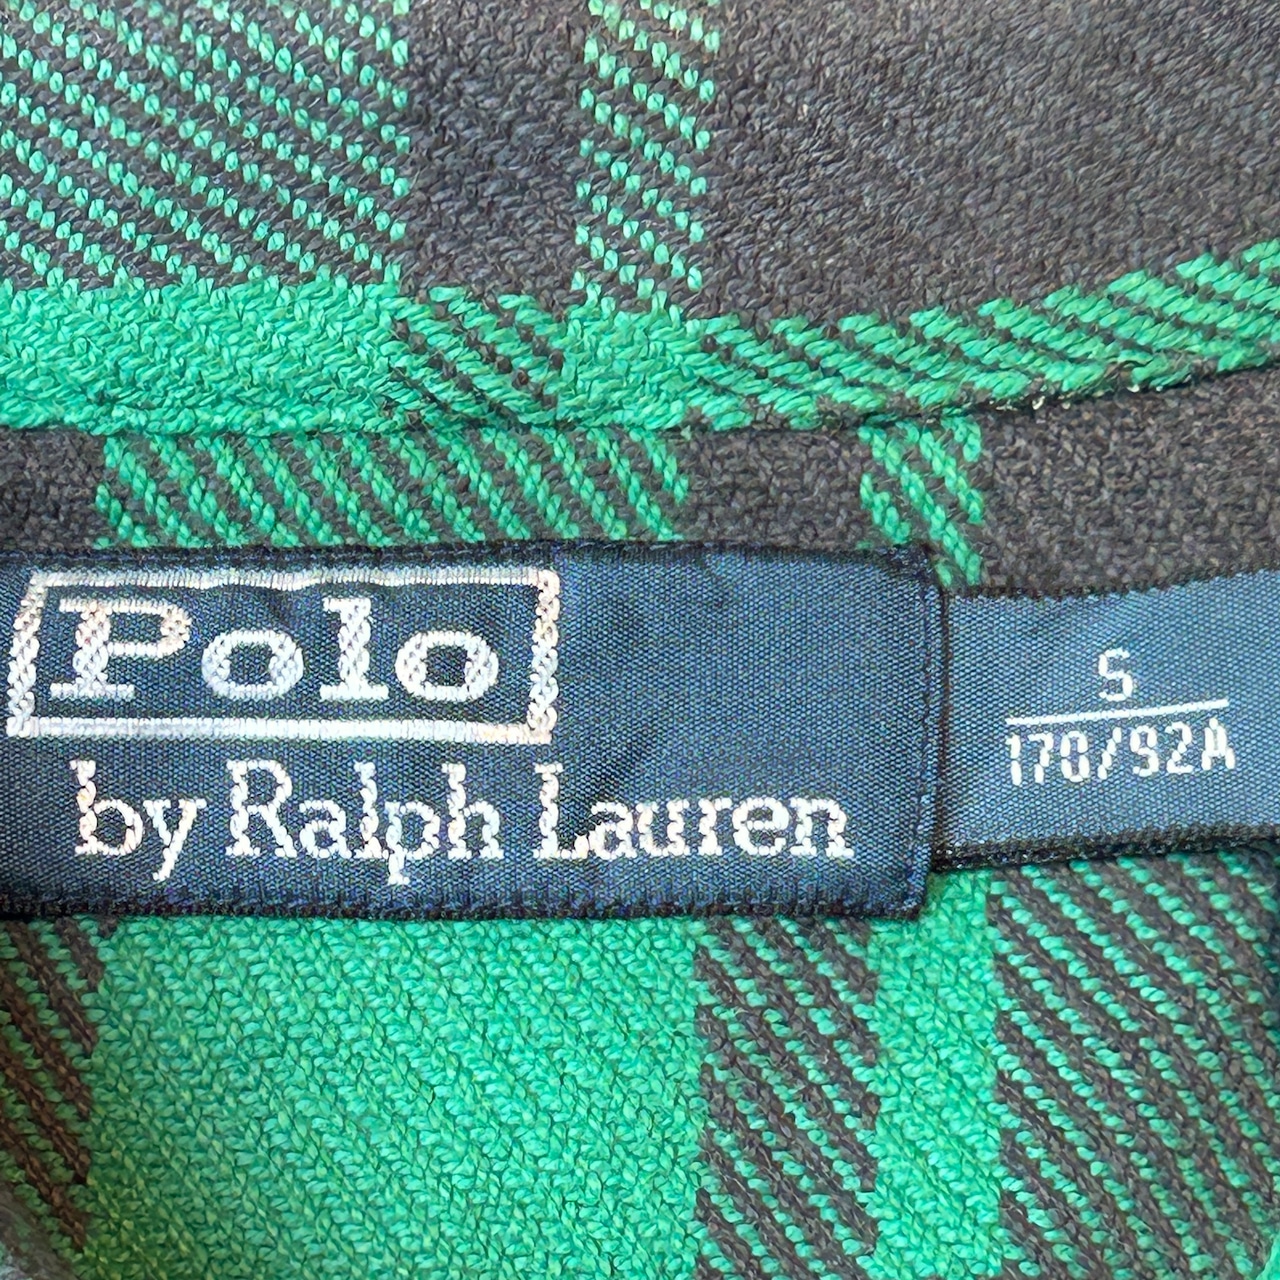 Polo
by Ralph Lauren
S
170/92A